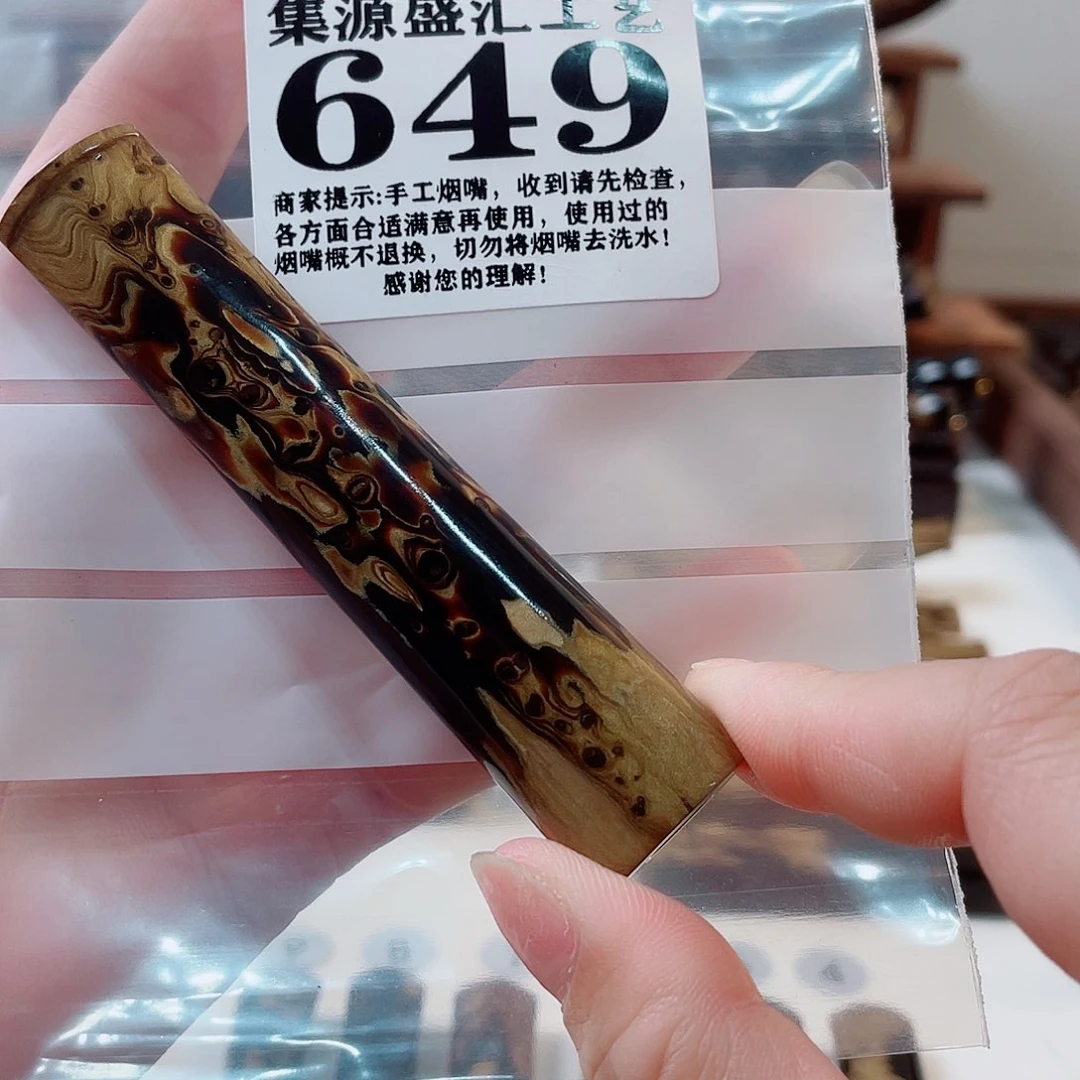 集源盛汇工艺
649
商家提示:手工烟嘴，收到请先检查，
各方面合适满意再使用，使用过的
烟嘴概不退换，切勿将烟嘴去洗水！
感谢您的理解！